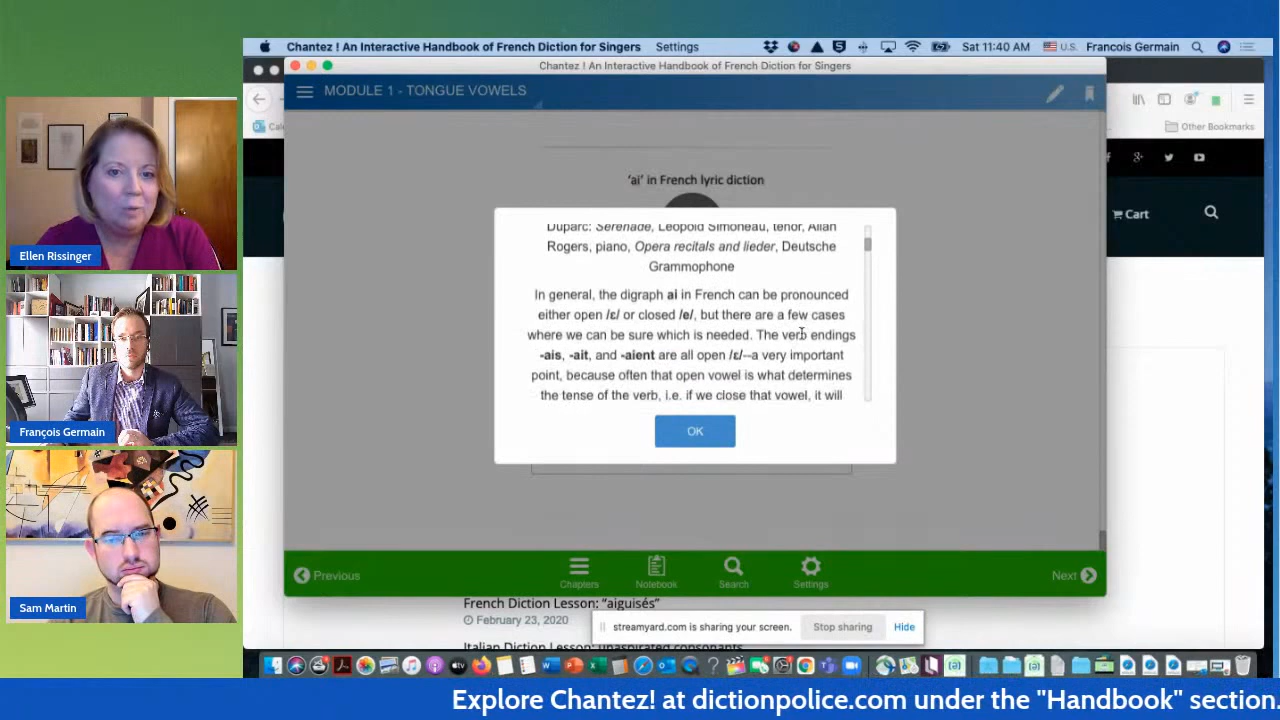 Chantez ! An Interactive Handbook of French Diction for Singers Settings Sat 11:40 AM U.S. Francois Germain
Chantez ! An Interactive Handbook of French Diction for Singers
MODULE 1 - TONGUE VOWELS
Other Bookmarks
Cart
'ai' in French lyric diction
Duparc: Sérénade, Léopold Simoneau, tenor, Allan
Rogers, piano, Opera recitals and lieder, Deutsche
Grammophone
In general, the digraph ai in French can be pronounced
either open /ɛ/ or closed /e/, but there are a few cases
where we can be sure which is needed. The verb endings
-ais, -ait, and -aient are all open /ɛ/--a very important
point, because often that open vowel is what determines
the tense of the verb, i.e. if we close that vowel, it will
OK
Previous
Chapters
Notebook
Search
Settings
Next
French Diction Lesson: "aiguisés"
February 23, 2020
streamyard.com is sharing your screen. Stop sharing Hide
Italian Diction Lesson: unaspirated consonants
Ellen Rissinger
François Germain
Sam Martin
Explore Chantez! at dictionpolice.com under the "Handbook" section.